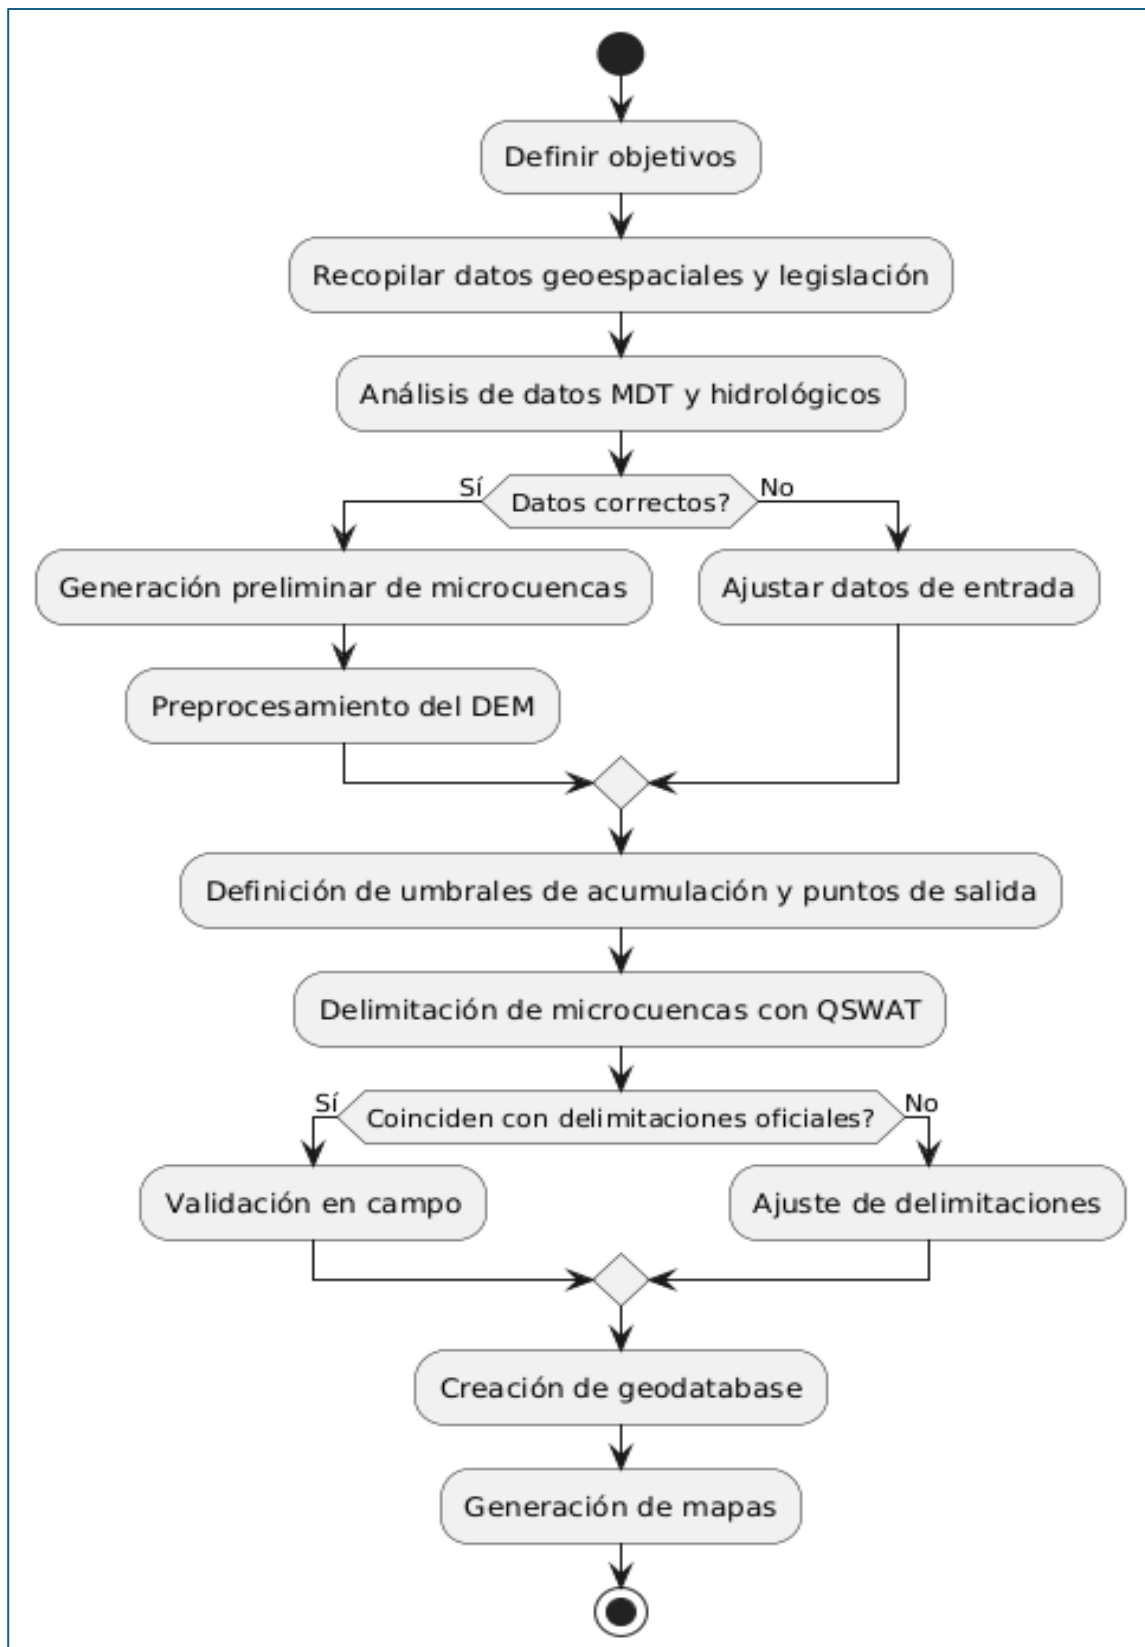 Definir objetivos
Recopilar datos geoespaciales y legislación
Análisis de datos MDT y hidrológicos
Sí
Datos correctos?
No
Generación preliminar de microcuencas
Ajustar datos de entrada
Preprocesamiento del DEM
Definición de umbrales de acumulación y puntos de salida
Delimitación de microcuencas con QSWAT
Sí
Coinciden con delimitaciones oficiales?
No
Validación en campo
Ajuste de delimitaciones
Creación de geodatabase
Generación de mapas